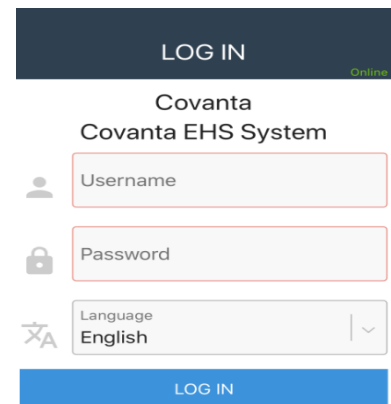 LOG IN
Online
Covanta
Covanta EHS System
Username
Password
Language
English
LOG IN